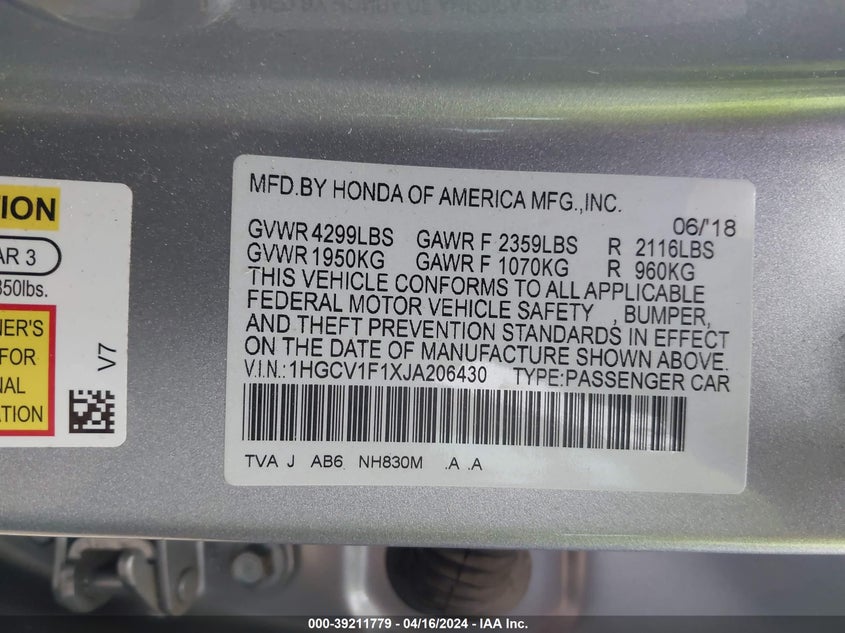 TION
AR 3
850lbs.
NER'S
FOR
NAL
ATION
V7
MFD.BY HONDA OF AMERICA MFG.,INC.
06/'18
GVWR 4299LBS GAWR F 2359LBS R 2116LBS
GVWR 1950KG GAWR F 1070KG R 960KG
THIS VEHICLE CONFORMS TO ALL APPLICABLE
FEDERAL MOTOR VEHICLE SAFETY , BUMPER,
AND THEFT PREVENTION STANDARDS IN EFFECT
ON THE DATE OF MANUFACTURE SHOWN ABOVE.
V.I.N.:1HGCV1F1XJA206430 TYPE:PASSENGER CAR
TVA J AB6 NH830M .A .A
000-39211779 - 04/16/2024 - IAA Inc.